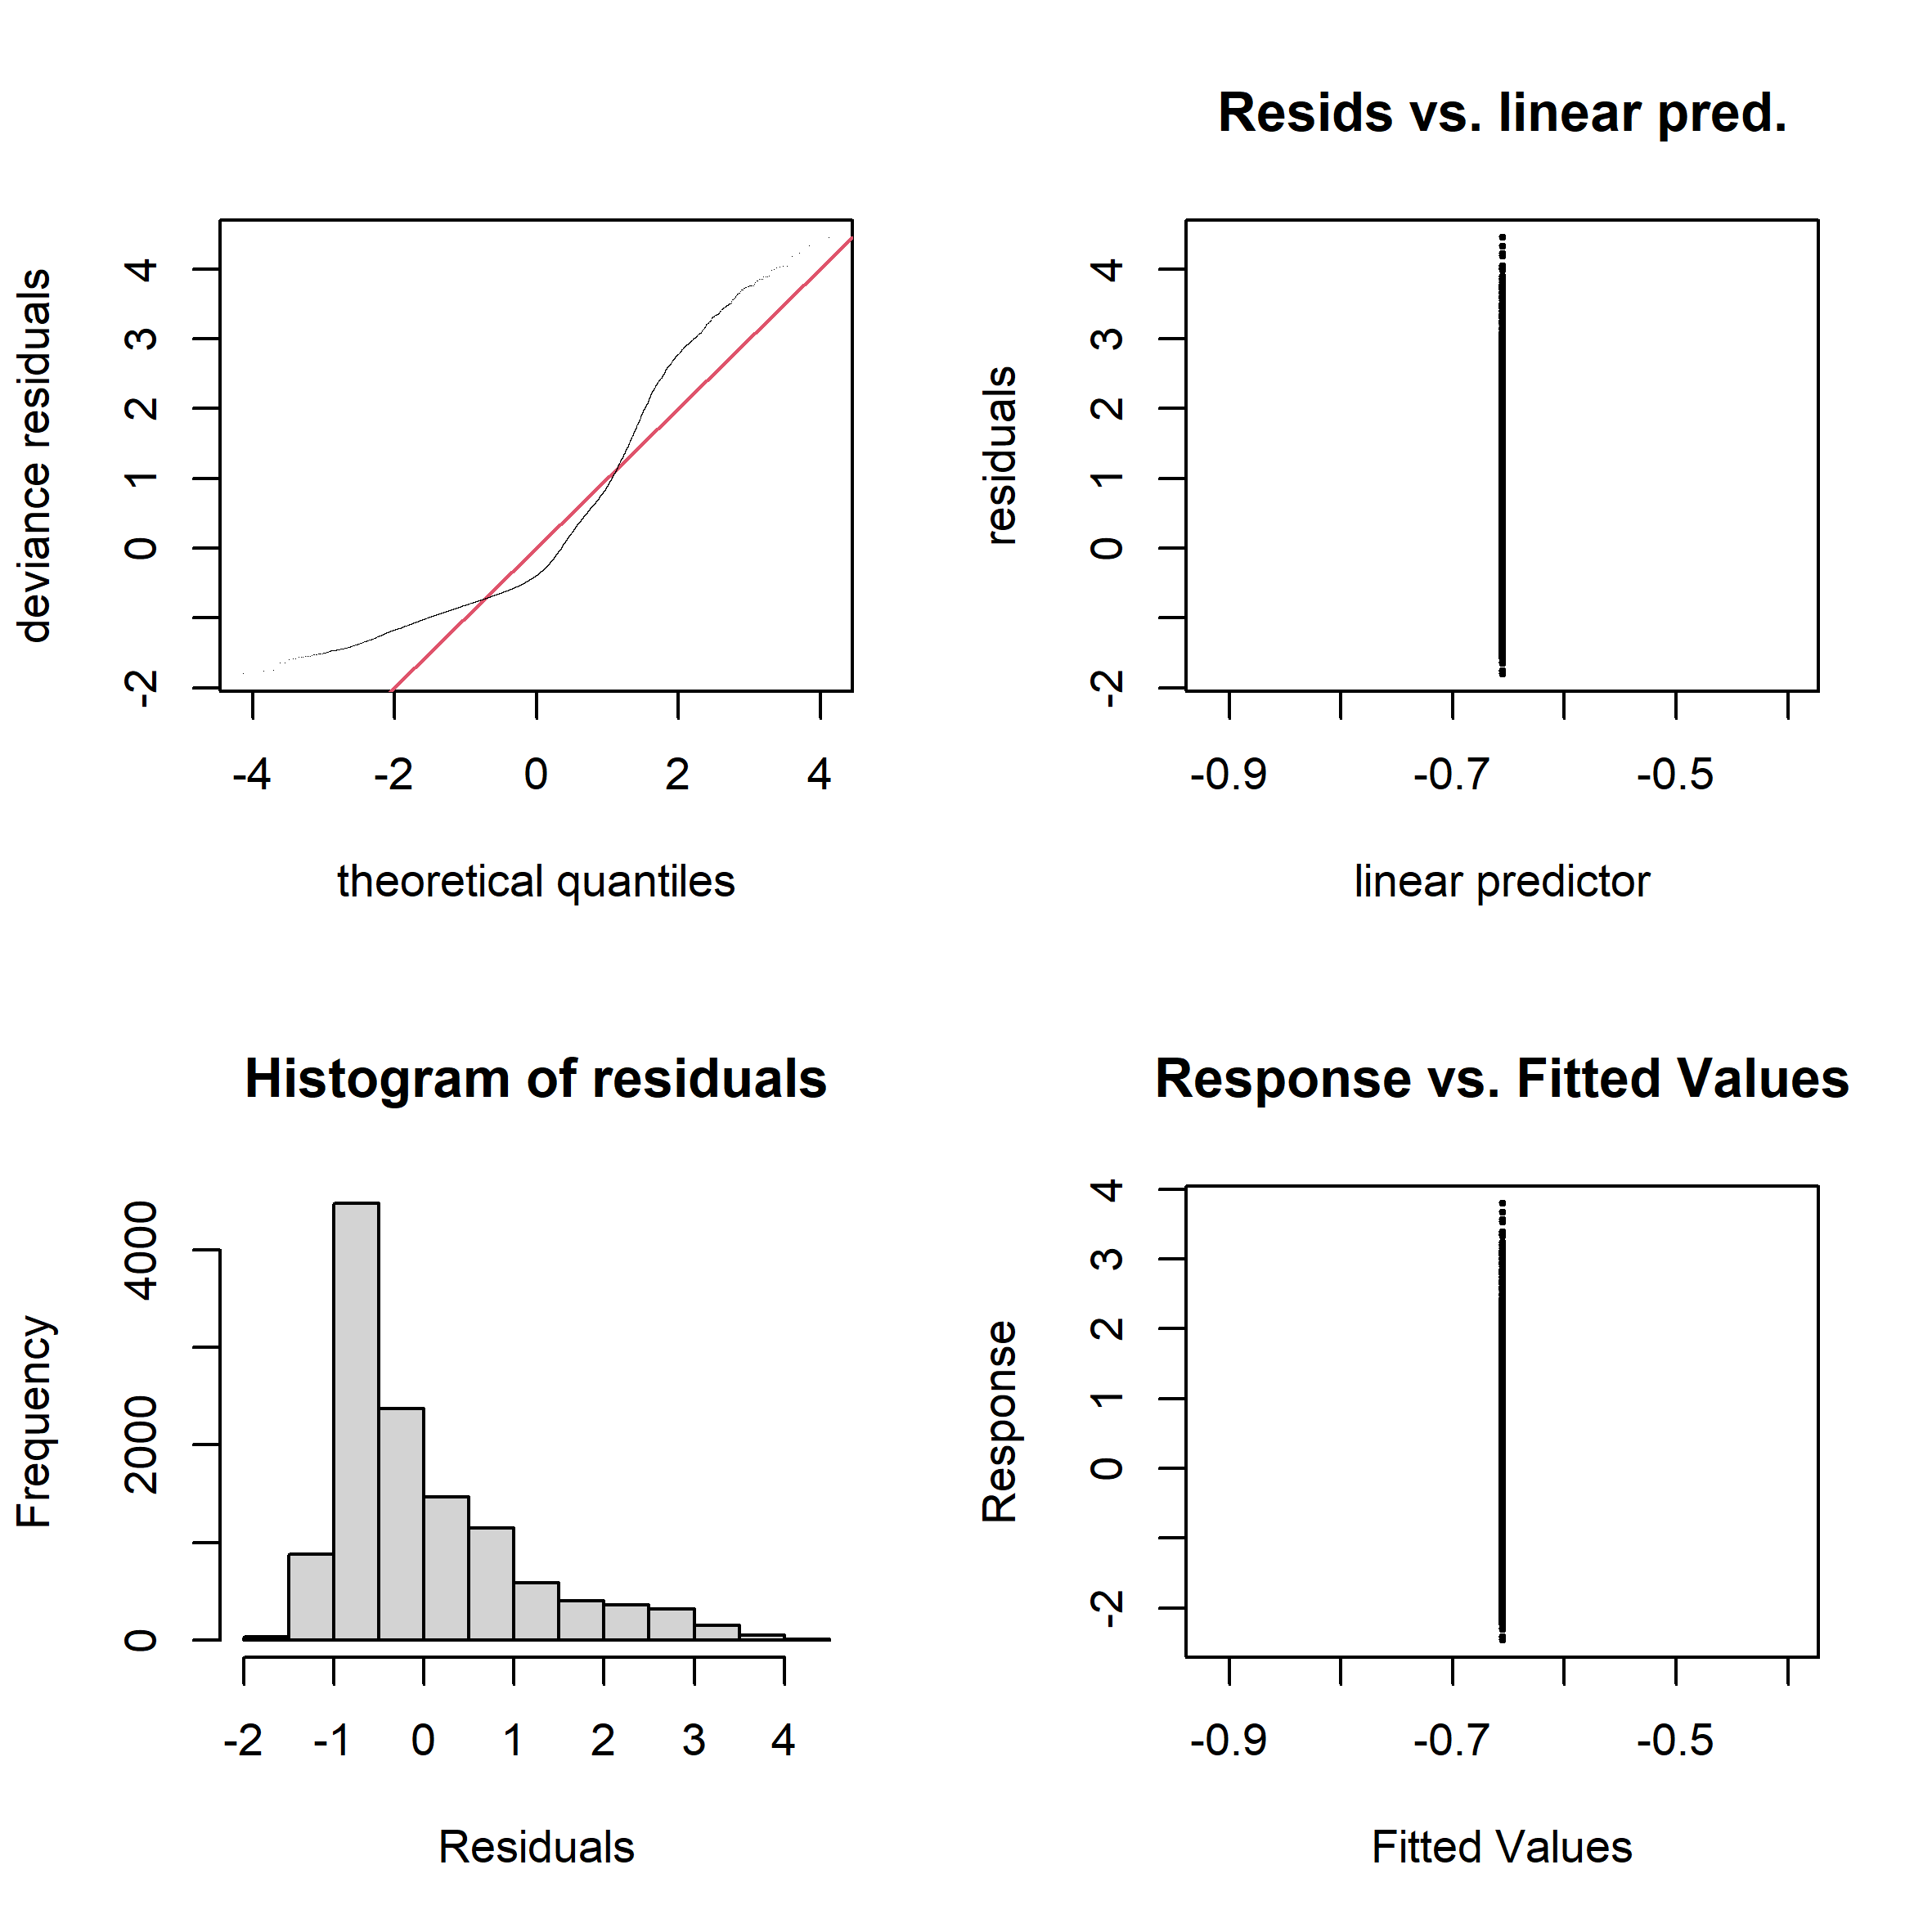 deviance residuals
4
3
2
1
0
-2
-4 -2 0 2 4
theoretical quantiles
Resids vs. linear pred.
residuals
4
3
2
1
0
-2
-0.9 -0.7 -0.5
linear predictor
Histogram of residuals
Frequency
4000
2000
0
-2 -1 0 1 2 3 4
Residuals
Response vs. Fitted Values
Response
4
3
2
1
0
-2
-0.9 -0.7 -0.5
Fitted Values